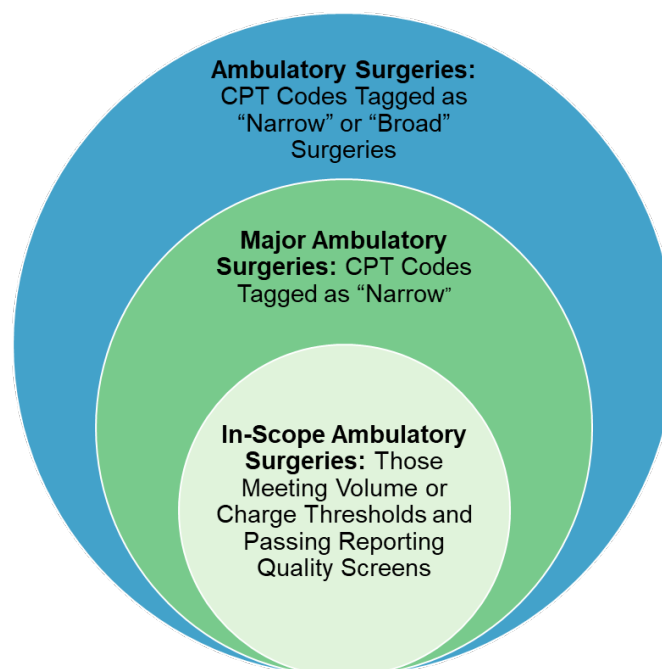 Ambulatory Surgeries:
CPT Codes Tagged as
“Narrow” or “Broad”
Surgeries
Major Ambulatory
Surgeries: CPT Codes
Tagged as “Narrow”
In-Scope Ambulatory
Surgeries: Those
Meeting Volume or
Charge Thresholds and
Passing Reporting
Quality Screens